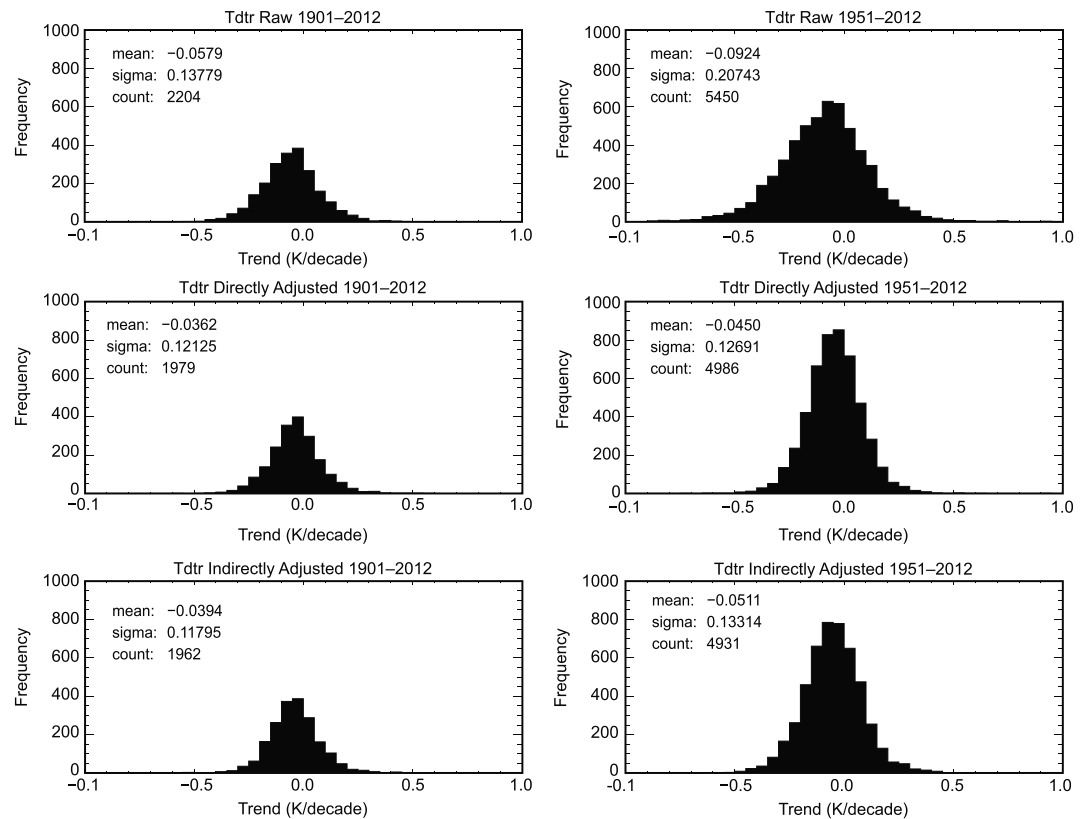 Tdtr Raw 1901–2012
1000
800
600
400
200
0
Frequency
mean: −0.0579
sigma: 0.13779
count: 2204
−0.1
−0.5
0.0
0.5
1.0
Trend (K/decade)
Tdtr Raw 1951–2012
1000
800
600
400
200
0
Frequency
mean: −0.0924
sigma: 0.20743
count: 5450
−0.1
−0.5
0.0
0.5
1.0
Trend (K/decade)
Tdtr Directly Adjusted 1901–2012
1000
800
600
400
200
0
Frequency
mean: −0.0362
sigma: 0.12125
count: 1979
−0.1
−0.5
0.0
0.5
1.0
Trend (K/decade)
Tdtr Directly Adjusted 1951–2012
1000
800
600
400
200
0
Frequency
mean: −0.0450
sigma: 0.12691
count: 4986
-0.1
−0.5
0.0
0.5
1.0
Trend (K/decade)
Tdtr Indirectly Adjusted 1901–2012
1000
800
600
400
200
0
Frequency
mean: −0.0394
sigma: 0.11795
count: 1962
-0.1
−0.5
0.0
0.5
1.0
Trend (K/decade)
Tdtr Indirectly Adjusted 1951–2012
1000
800
600
400
200
0
Frequency
mean: −0.0511
sigma: 0.13314
count: 4931
-0.1
−0.5
0.0
0.5
1.0
Trend (K/decade)